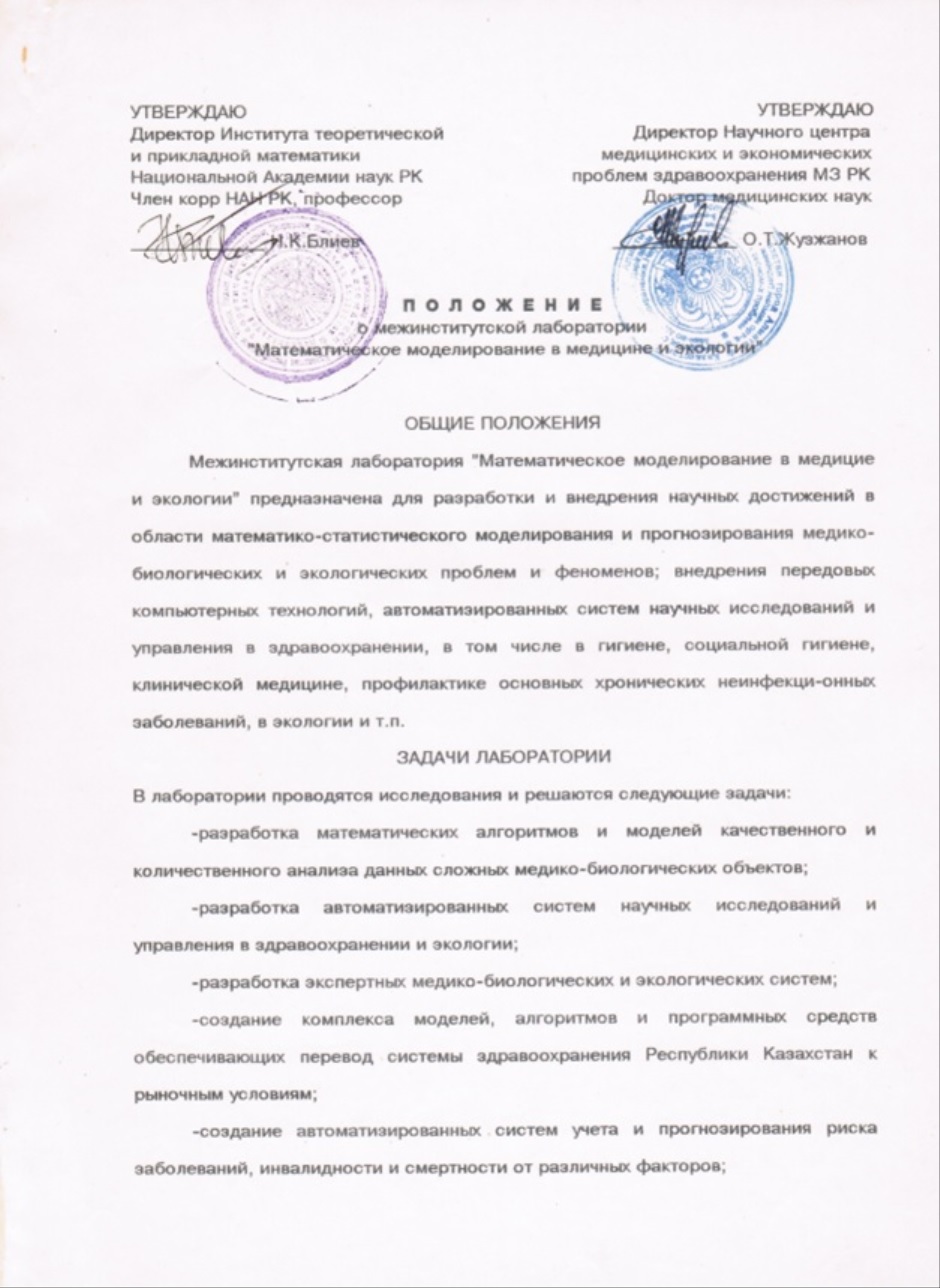 УТВЕРЖДАЮ
Директор Института теоретической
и прикладной математики
Национальной Академии наук РК
Член корр НАН РК, профессор
Н.К.Блиев
УТВЕРЖДАЮ
Директор Научного центра
медицинских и экономических
проблем здравоохранения МЗ РК
Доктор медицинских наук
О.Т.Жузжанов
ПОЛОЖЕНИЕ
о межинститутской лаборатории
"Математическое моделирование в медицине и экологии"
ОБЩИЕ ПОЛОЖЕНИЯ
Межинститутская лаборатория "Математическое моделирование в медицие
и экологии" предназначена для разработки и внедрения научных достижений в
области математико-статистического моделирования и прогнозирования медико-
биологических и экологических проблем и феноменов; внедрения передовых
компьютерных технологий, автоматизированных систем научных исследований и
управления в здравоохранении, в том числе в гигиене, социальной гигиене,
клинической медицине, профилактике основных хронических неинфекци-онных
заболеваний, в экологии и т.п.
ЗАДАЧИ ЛАБОРАТОРИИ
В лаборатории проводятся исследования и решаются следующие задачи:
-разработка математических алгоритмов и моделей качественного и
количественного анализа данных сложных медико-биологических объектов;
-разработка автоматизированных систем научных исследований и
управления в здравоохранении и экологии;
-разработка экспертных медико-биологических и экологических систем;
-создание комплекса моделей, алгоритмов и программных средств
обеспечивающих перевод системы здравоохранения Республики Казахстан к
рыночным условиям;
-создание автоматизированных систем учета и прогнозирования риска
заболеваний, инвалидности и смертности от различных факторов;